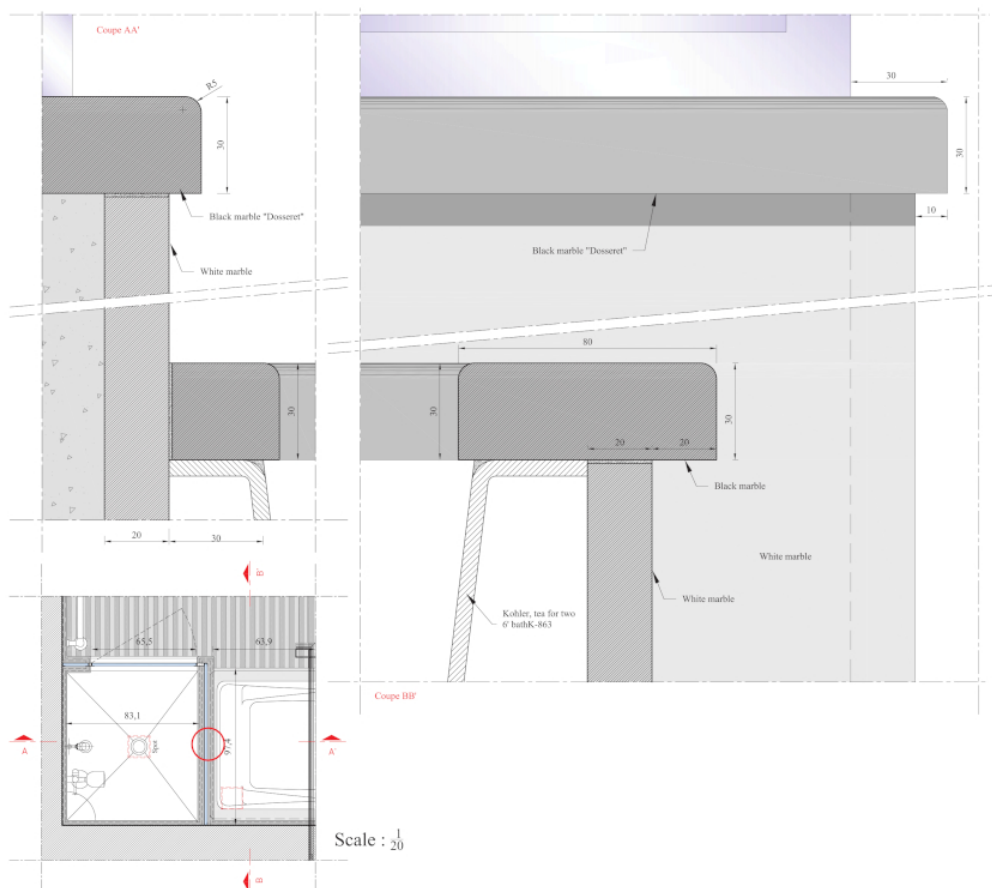 Coupe AA'
R5
30
30
30
10
Black marble "Dosseret"
White marble
Black marble "Dosseret"
80
30
30
30
20
20
Black marble
20
30
White marble
White marble
Kohler, tea for two
6' bathK-863
Coupe BB'
B'
65,5
63,9
83,1
Spot
97,4
A
A'
Scale : 1/20
B